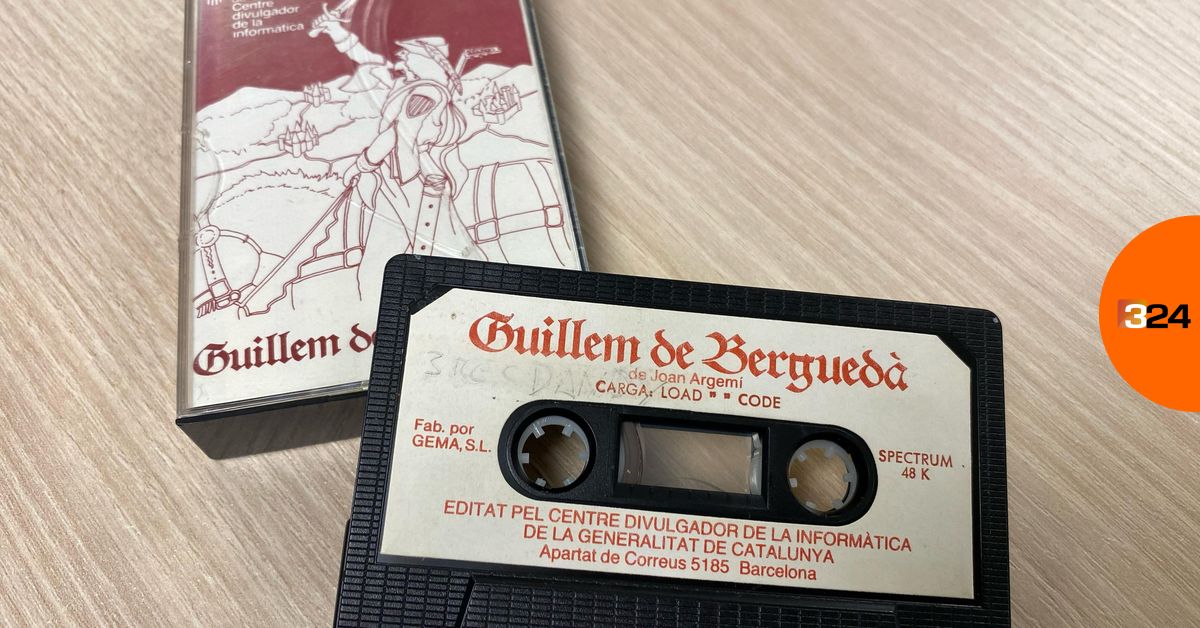 Centre
divulgador
de la
informàtica
Guillem de
Guillem de Berguedà
de Joan Argemí
CARGA: LOAD " " CODE
Fab. por
GEMA, S.L.
SPECTRUM
48 K
EDITAT PEL CENTRE DIVULGADOR DE LA INFORMÀTICA
DE LA GENERALITAT DE CATALUNYA
Apartat de Correus 5185 Barcelona
324